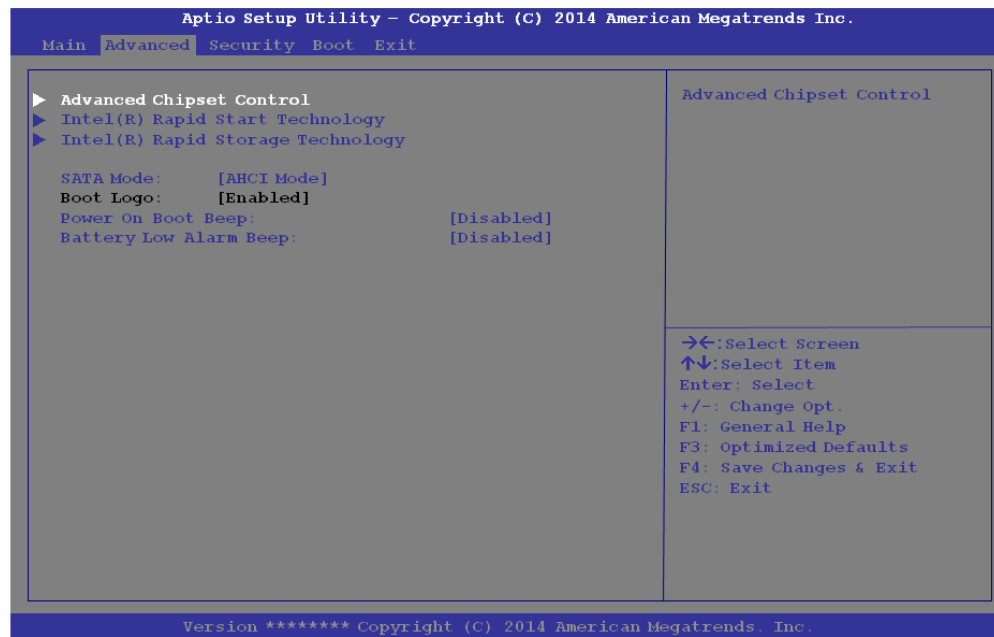 Aptio Setup Utility – Copyright (C) 2014 American Megatrends Inc.
Main Advanced Security Boot Exit
Advanced Chipset Control
Intel(R) Rapid Start Technology
Intel(R) Rapid Storage Technology
SATA Mode: [AHCI Mode]
Boot Logo: [Enabled]
Power On Boot Beep: [Disabled]
Battery Low Alarm Beep: [Disabled]
Advanced Chipset Control
→←:Select Screen
↑↓:Select Item
Enter: Select
+/-: Change Opt.
F1: General Help
F3: Optimized Defaults
F4: Save Changes & Exit
ESC: Exit
Version ******** Copyright (C) 2014 American Megatrends. Inc.